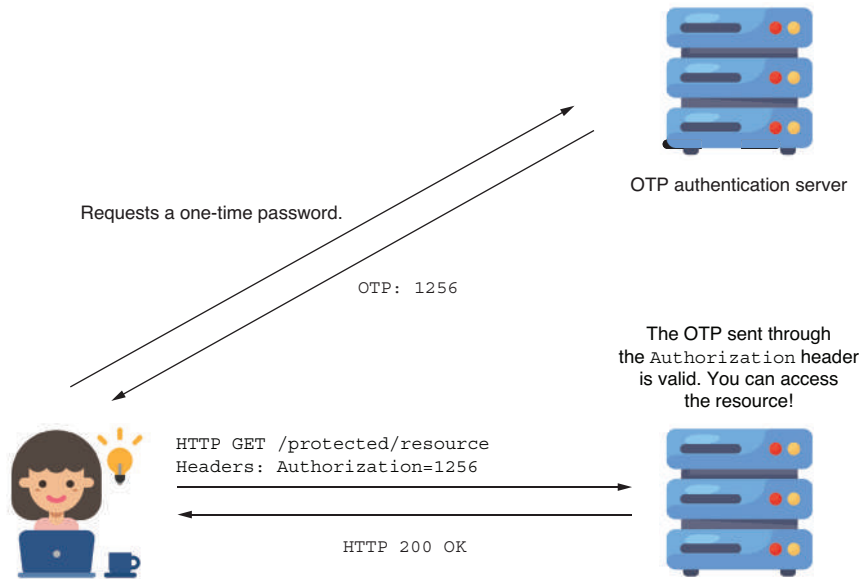 OTP authentication server
Requests a one-time password.
OTP: 1256
The OTP sent through
the Authorization header
is valid. You can access
the resource!
HTTP GET /protected/resource
Headers: Authorization=1256
HTTP 200 OK